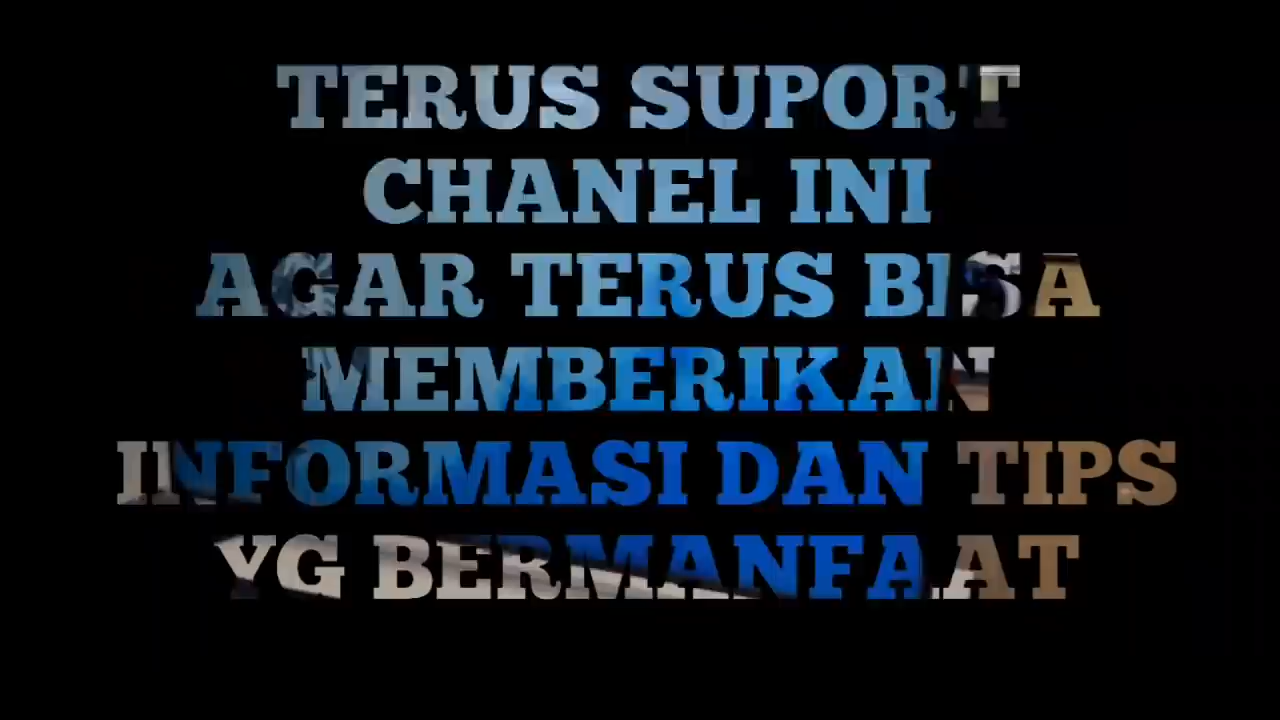 TERUS SUPORT
CHANEL INI
AGAR TERUS BISA
MEMBERIKAN
INFORMASI DAN TIPS
YG BERMANFAAT